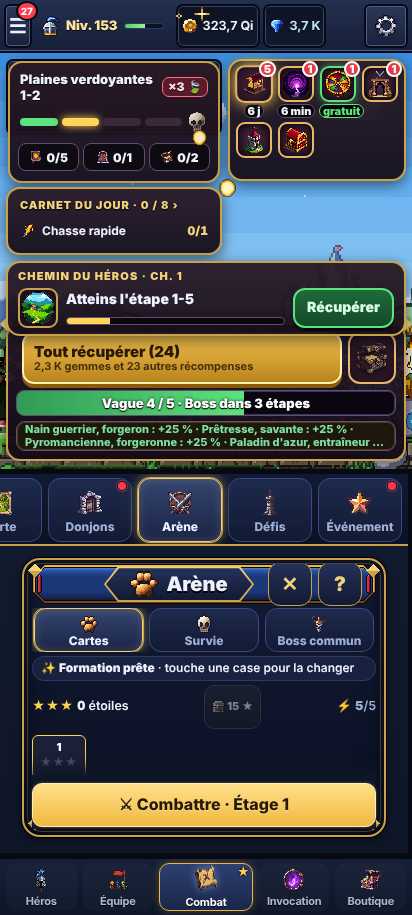 27
Niv. 153
323,7 Qi
3,7 K
Plaines verdoyantes
1-2
×3
0/5
0/1
0/2
5
1
1
1
6 j
6 min
gratuit
CARNET DU JOUR · 0 / 8 ›
Chasse rapide
0/1
CHEMIN DU HÉROS · CH. 1
Atteins l'étape 1-5
Récupérer
Tout récupérer (24)
2,3 K gemmes et 23 autres récompenses
Vague 4 / 5 · Boss dans 3 étapes
Nain guerrier, forgeron : +25 % · Prêtresse, savante : +25 % ·
Pyromancienne, forgeronne : +25 % · Paladin d'azur, entraîneur ...
rte
Donjons
Arène
Défis
Événement
Arène
✕
?
Cartes
Survie
Boss commun
✨ Formation prête · touche une case pour la changer
★★★ 0 étoiles
15 ★
⚡ 5/5
1
★★★
⚔ Combattre · Étage 1
Héros
Équipe
Combat
Invocation
Boutique